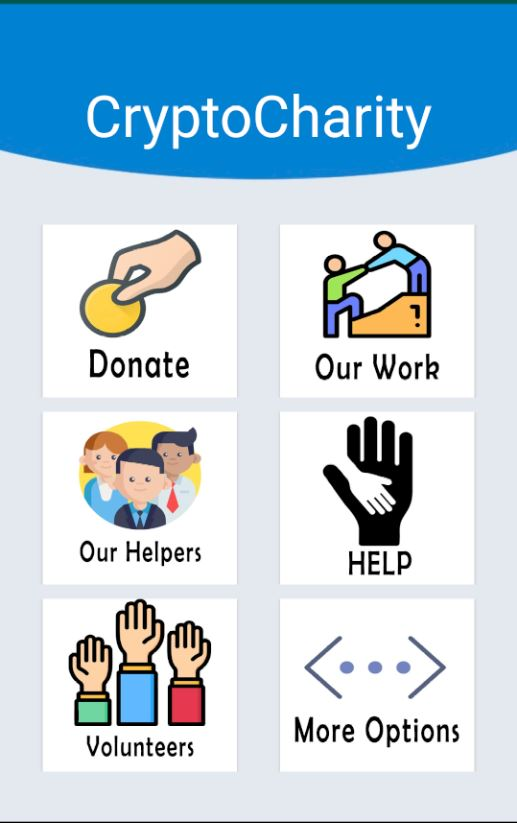 CryptoCharity
Donate
Our Work
Our Helpers
HELP
Volunteers
More Options